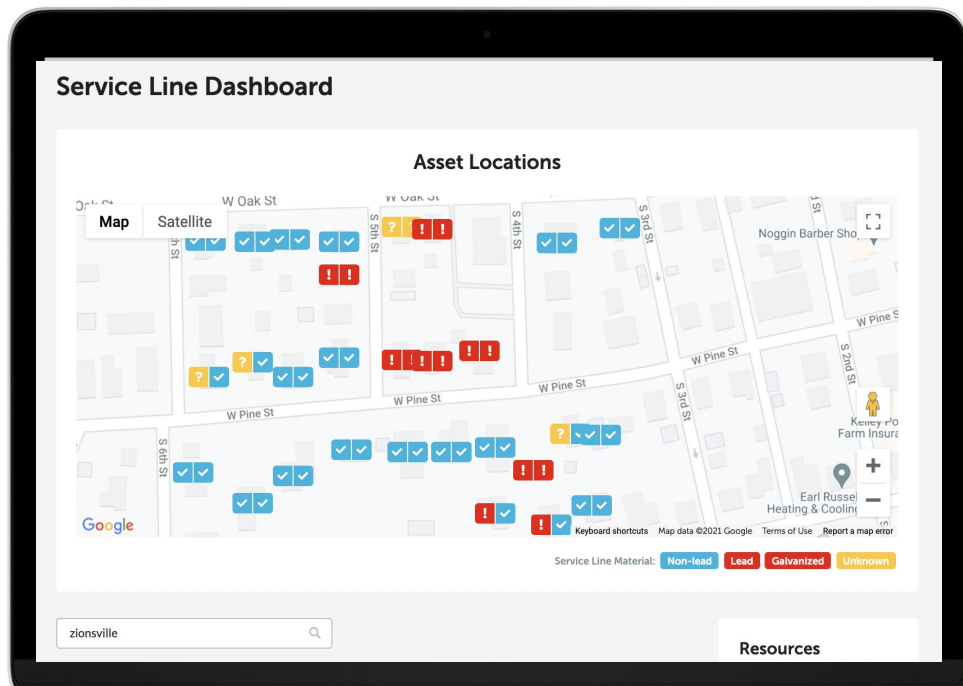 Service Line Dashboard
Asset Locations
W Oak St
W Oak St
Map
Satellite
S 5th St
S 4th St
S 3rd St
Noggin Barber Sho
W Pine S
W Pine St
S 2nd St
W Pine St
W Pine St
W Pine St
S 3rd St
S 6th St
Farm Insura
Earl Russel
Heating & Cooling
Google
Keyboard shortcuts
Map data ©2021 Google
Terms of Use
Report a map error
Service Line Material:
Non-lead
Lead
Galvanized
Unknown
zionsville
Resources